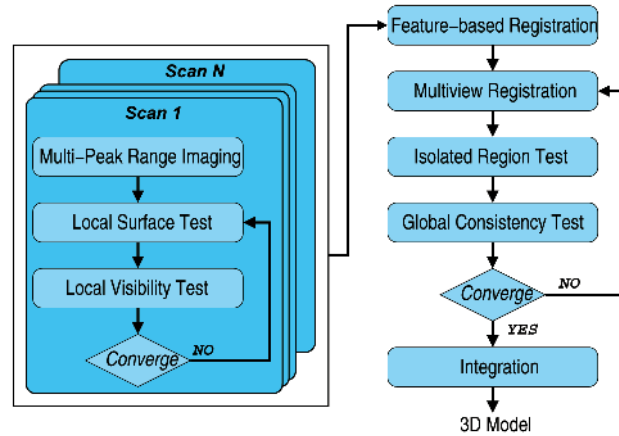 Scan N
Scan 1
Multi-Peak Range Imaging
Local Surface Test
Local Visibility Test
Converge
NO
Feature-based Registration
Multiview Registration
Isolated Region Test
Global Consistency Test
Converge
NO
YES
Integration
3D Model